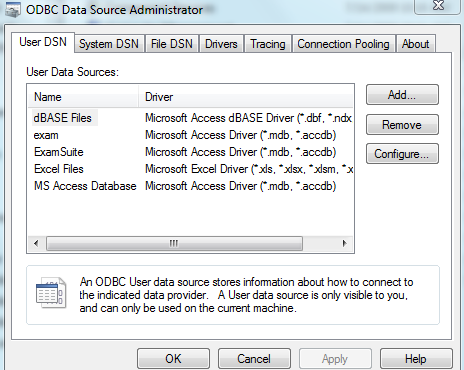 ODBC Data Source Administrator
User DSN System DSN File DSN Drivers Tracing Connection Pooling About
User Data Sources:
Name Driver
dBASE Files Microsoft Access dBASE Driver (*.dbf, *.ndx
exam Microsoft Access Driver (*.mdb, *.accdb)
ExamSuite Microsoft Access Driver (*.mdb, *.accdb)
Excel Files Microsoft Excel Driver (*.xls, *.xlsx, *.xlsm, *.x
MS Access Database Microsoft Access Driver (*.mdb, *.accdb)
Add...
Remove
Configure...
An ODBC User data source stores information about how to connect to
the indicated data provider. A User data source is only visible to you,
and can only be used on the current machine.
OK Cancel Apply Help